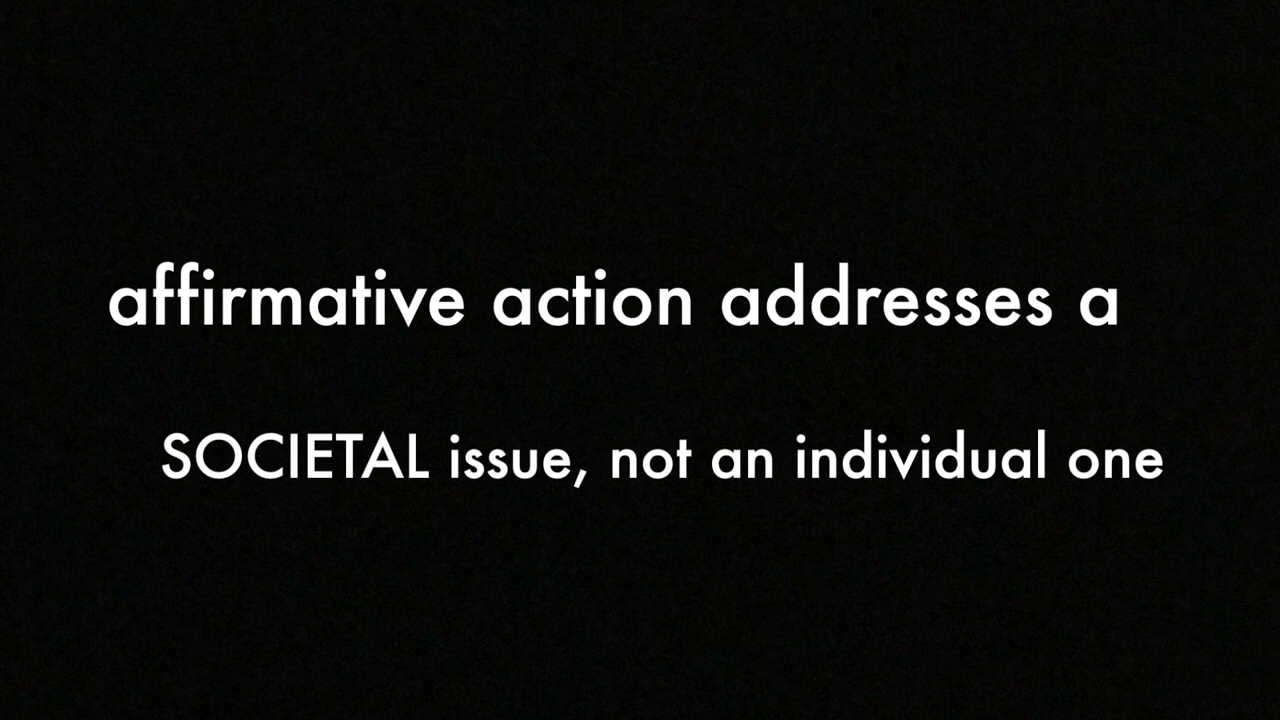 affirmative action addresses a
SOCIETAL issue, not an individual one